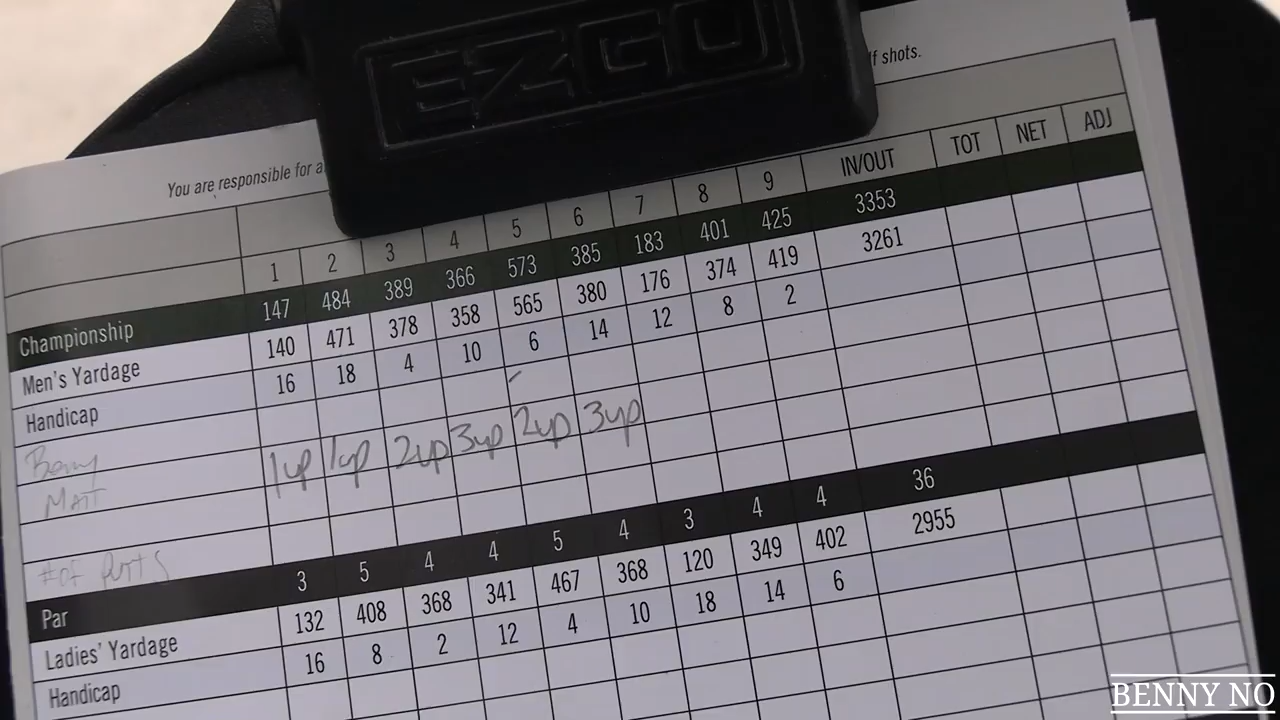 EZGO
lf shots.
You are responsible for a
1 2 3 4 5 6 7 8 9 IN/OUT TOT NET ADJ
Championship 147 484 389 366 573 385 183 401 425 3353
Men's Yardage 140 471 378 358 565 380 176 374 419 3261
Handicap 16 18 4 10 6 14 12 8 2
1up 1up 2up 3up 2up 3up
MATT
# of Putts
Par 3 5 4 4 5 4 3 4 4 36
Ladies' Yardage 132 408 368 341 467 368 120 349 402 2955
Handicap 16 8 2 12 4 10 18 14 6
BENNY NO